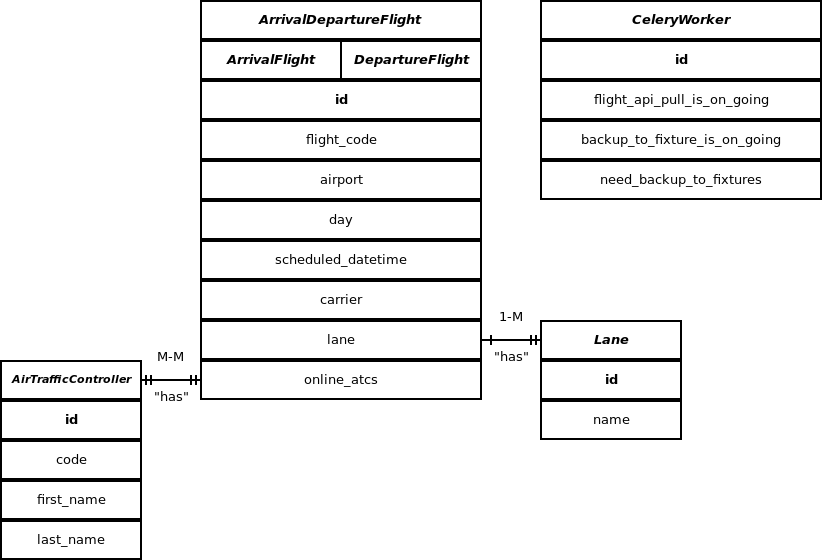 ArrivalDepartureFlight
ArrivalFlight DepartureFlight
id
flight_code
airport
day
scheduled_datetime
carrier
lane
online_atcs
CeleryWorker
id
flight_api_pull_is_on_going
backup_to_fixture_is_on_going
need_backup_to_fixtures
1-M
"has"
Lane
id
name
M-M
"has"
AirTrafficController
id
code
first_name
last_name